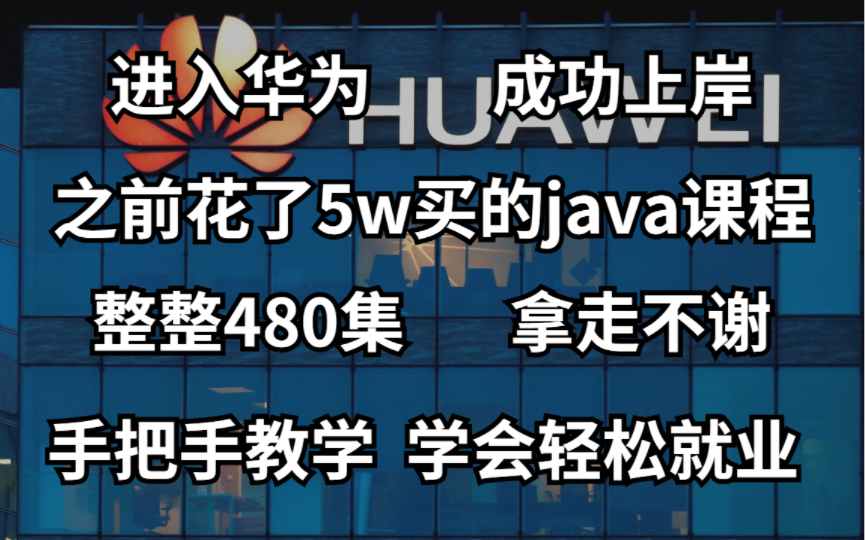 进入华为 成功上岸
HUAWEI
之前花了5w买的java课程
整整480集 拿走不谢
手把手教学 学会轻松就业